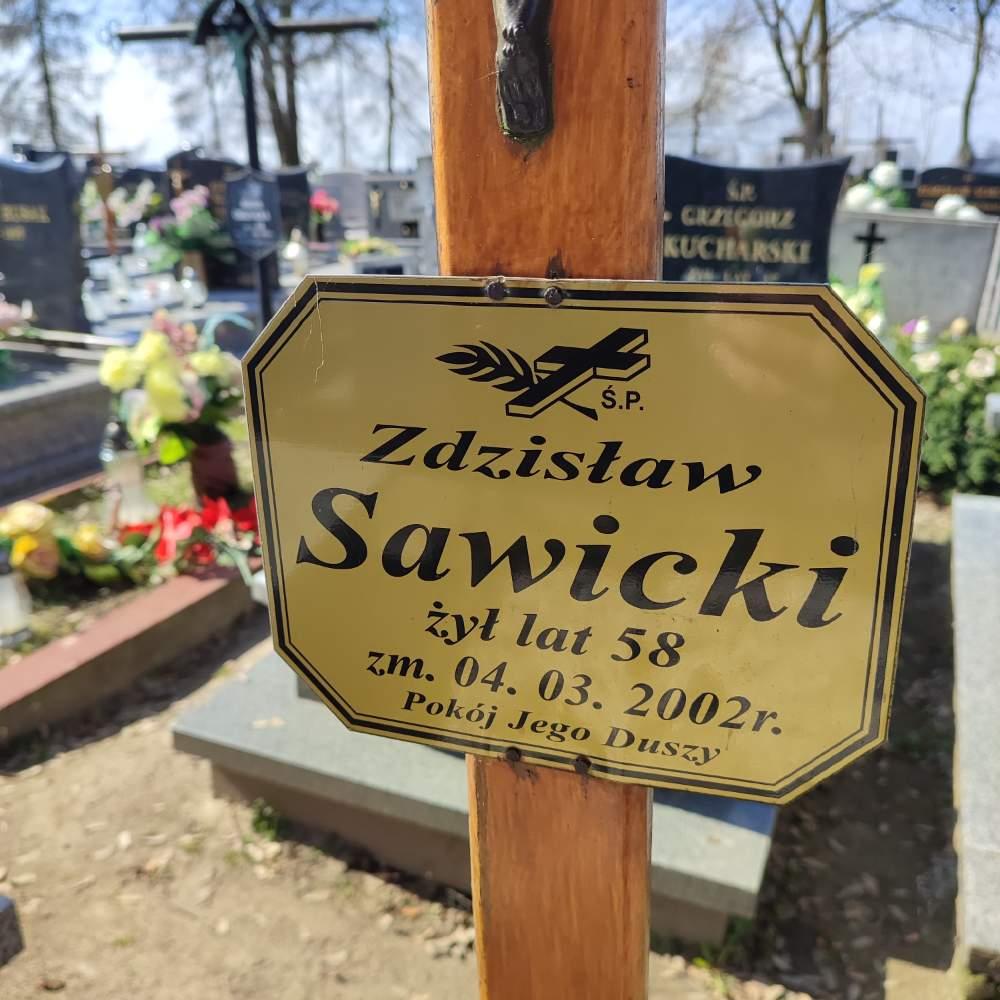 Ś.P.
Zdzisław
Sawicki
żył lat 58
zm. 04. 03. 2002r.
Pokój Jego Duszy
Ś.P.
GRZEGORZ
KUCHARSKI